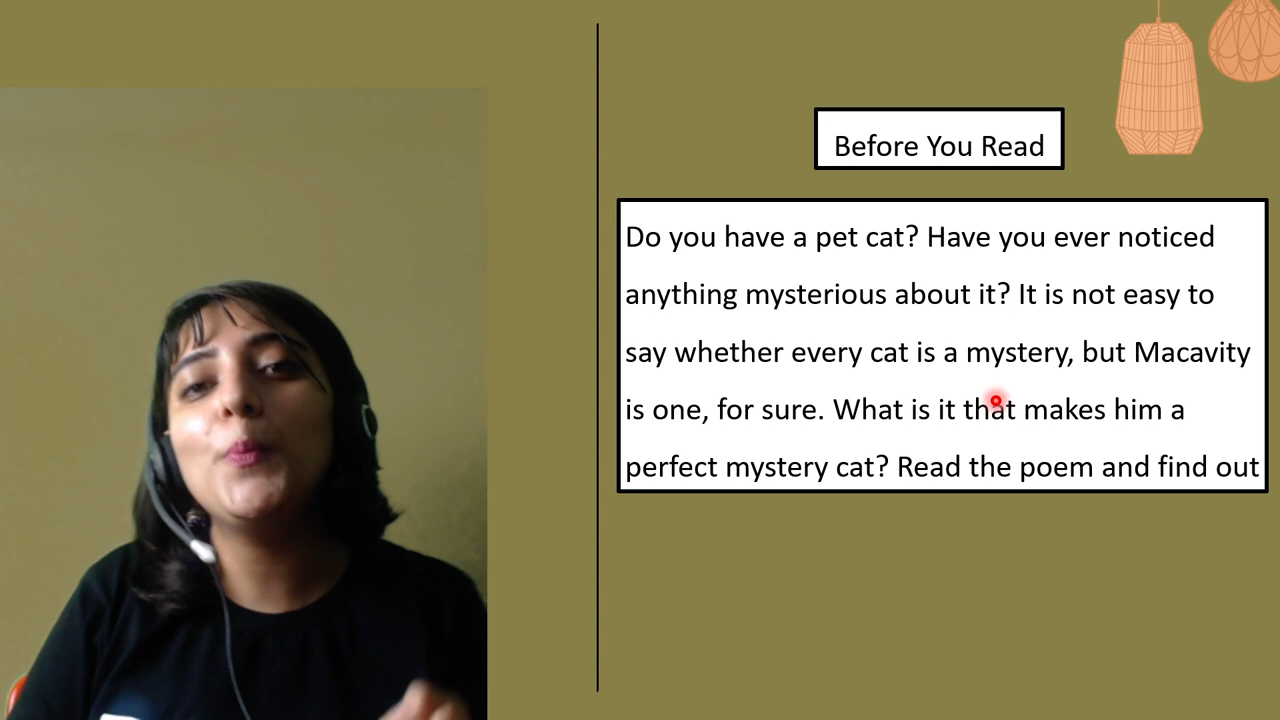 Before You Read
Do you have a pet cat? Have you ever noticed
anything mysterious about it? It is not easy to
say whether every cat is a mystery, but Macavity
is one, for sure. What is it that makes him a
perfect mystery cat? Read the poem and find out